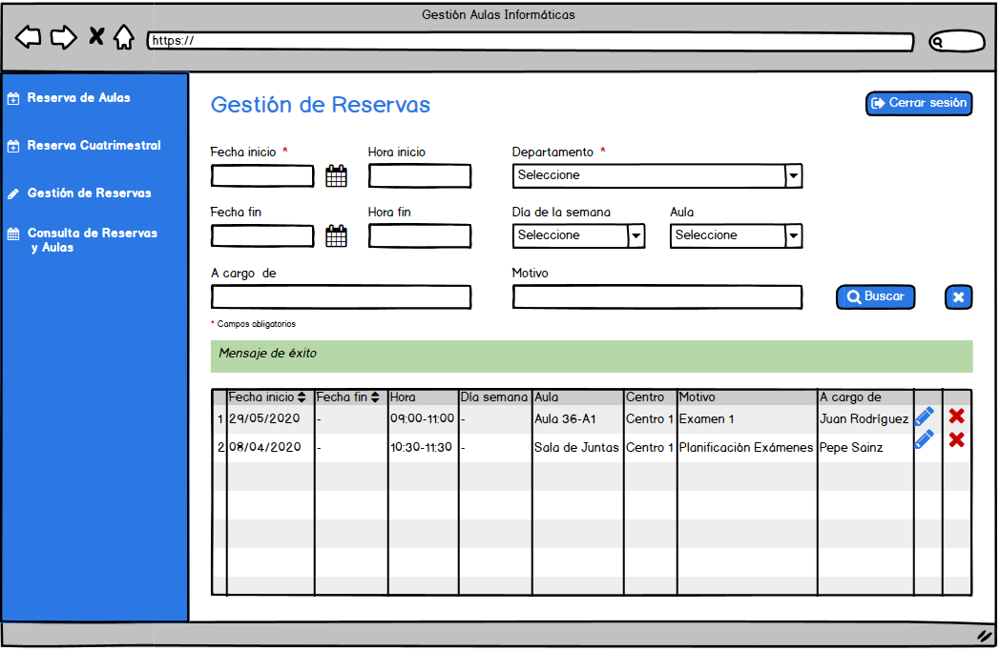 Gestión Aulas Informáticas
https://
Reserva de Aulas
Reserva Cuatrimestral
Gestión de Reservas
Consulta de Reservas
y Aulas
Gestión de Reservas
Cerrar sesión
Fecha inicio *
Hora inicio
Departamento *
Seleccione
Fecha fin
Hora fin
Día de la semana
Aula
Seleccione
Seleccione
A cargo de
Motivo
Buscar
* Campos obligatorios
Mensaje de éxito
Fecha inicio Fecha fin Hora Día semana Aula Centro Motivo A cargo de
1 29/05/2020 - 09:00-11:00 - Aula 36-A1 Centro 1 Examen 1 Juan Rodríguez
2 08/04/2020 - 10:30-11:30 - Sala de Juntas Centro 1 Planificación Exámenes Pepe Sainz